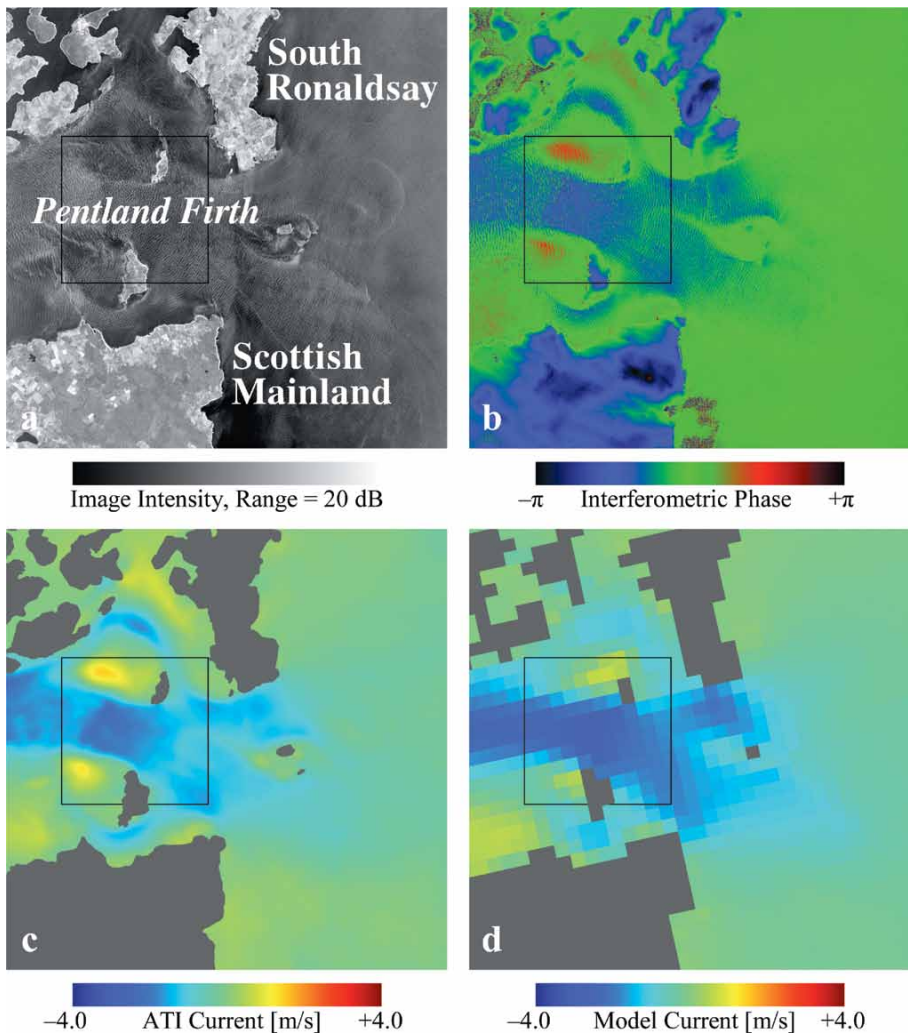 South
Ronaldsay
Pentland Firth
Scottish
Mainland
a
b
Image Intensity, Range = 20 dB
−π Interferometric Phase +π
c
d
−4.0 ATI Current [m/s] +4.0
−4.0 Model Current [m/s] +4.0